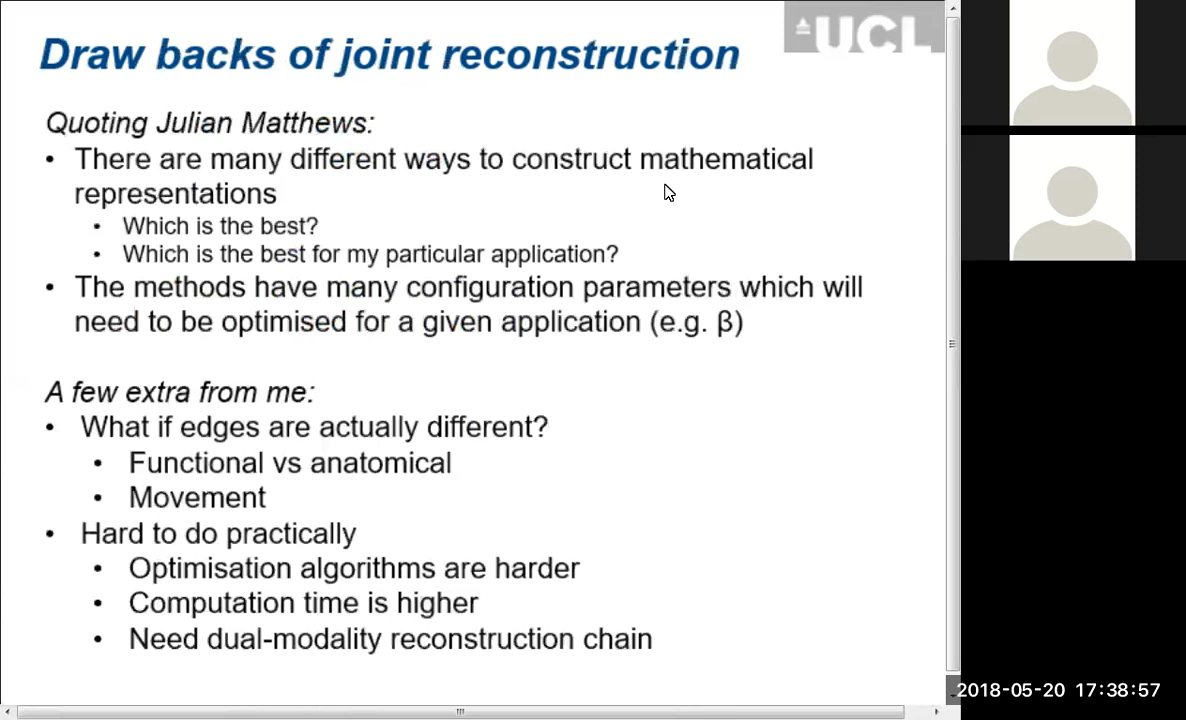 UCL
Draw backs of joint reconstruction
Quoting Julian Matthews:
• There are many different ways to construct mathematical
representations
• Which is the best?
• Which is the best for my particular application?
• The methods have many configuration parameters which will
need to be optimised for a given application (e.g. β)
A few extra from me:
• What if edges are actually different?
• Functional vs anatomical
• Movement
• Hard to do practically
• Optimisation algorithms are harder
• Computation time is higher
• Need dual-modality reconstruction chain
2018-05-20 17:38:57